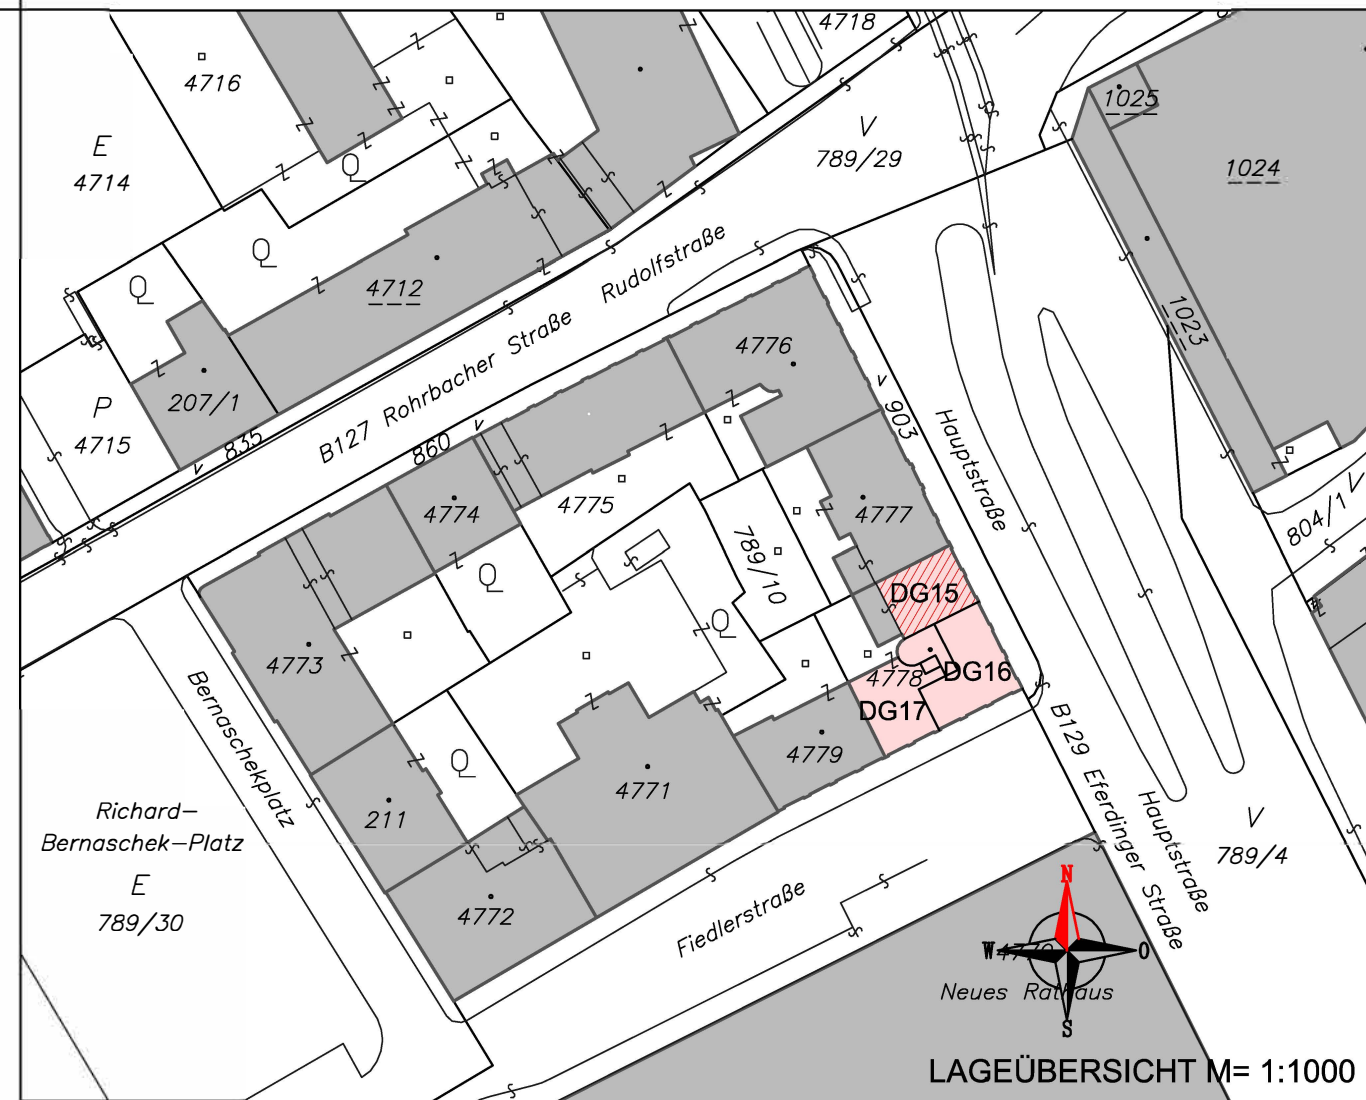 4718
4716
E
4714
V
789/29
1025
1024
4712
Rudolfstraße
1023
207/1
P
4715
B127 Rohrbacher Straße
835
860
4776
903
Hauptstraße
4774
4775
4777
789/10
804/1
V
DG15
4773
4778
DG16
DG17
Bernaschekplatz
4779
4771
211
B129 Eferdinger Straße
Hauptstraße
Richard–
Bernaschek–Platz
E
789/30
V
789/4
4772
Fiedlerstraße
N
W
O
S
Neues Rathaus
LAGEÜBERSICHT M= 1:1000